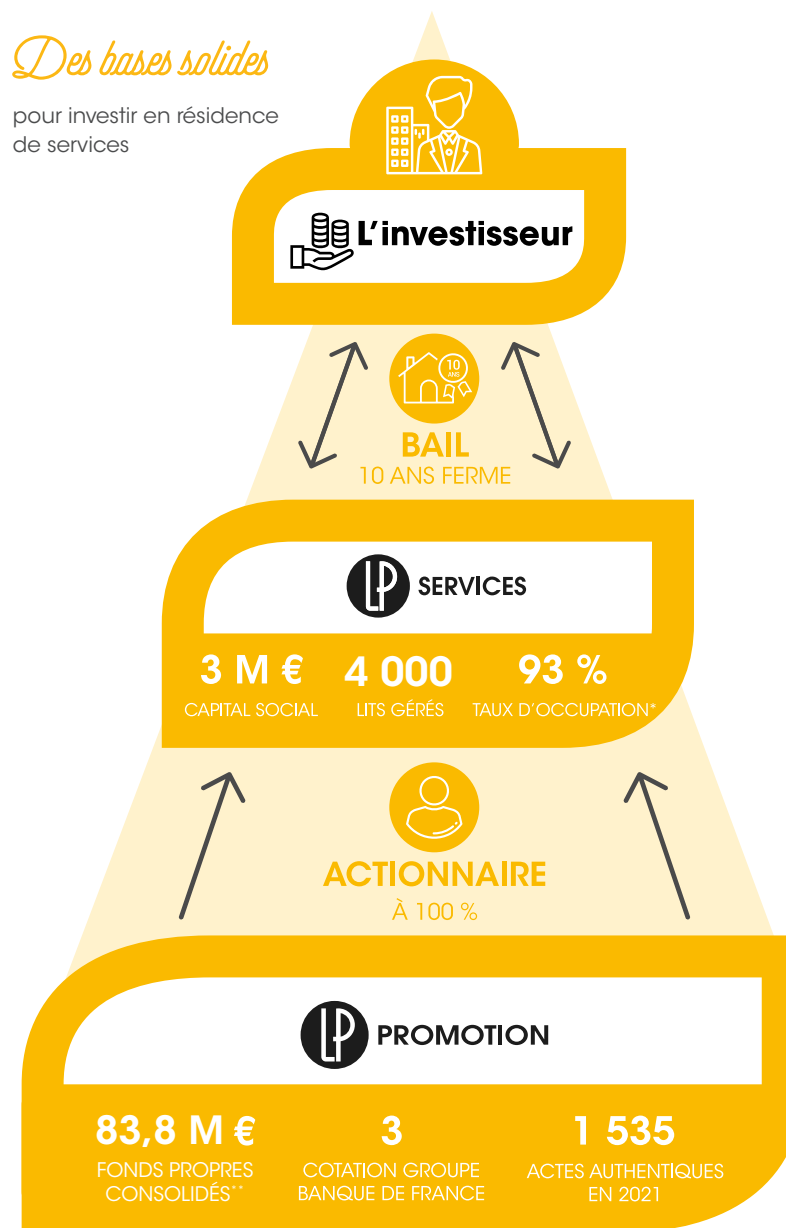 Des bases solides
pour investir en résidence
de services
L'investisseur
10
ANS
BAIL
10 ANS FERME
LP SERVICES
3 M € 4 000 93 %
CAPITAL SOCIAL LITS GÉRÉS TAUX D'OCCUPATION*
ACTIONNAIRE
À 100 %
LP PROMOTION
83,8 M € 3 1 535
FONDS PROPRES COTATION GROUPE ACTES AUTHENTIQUES
CONSOLIDÉS** BANQUE DE FRANCE EN 2021